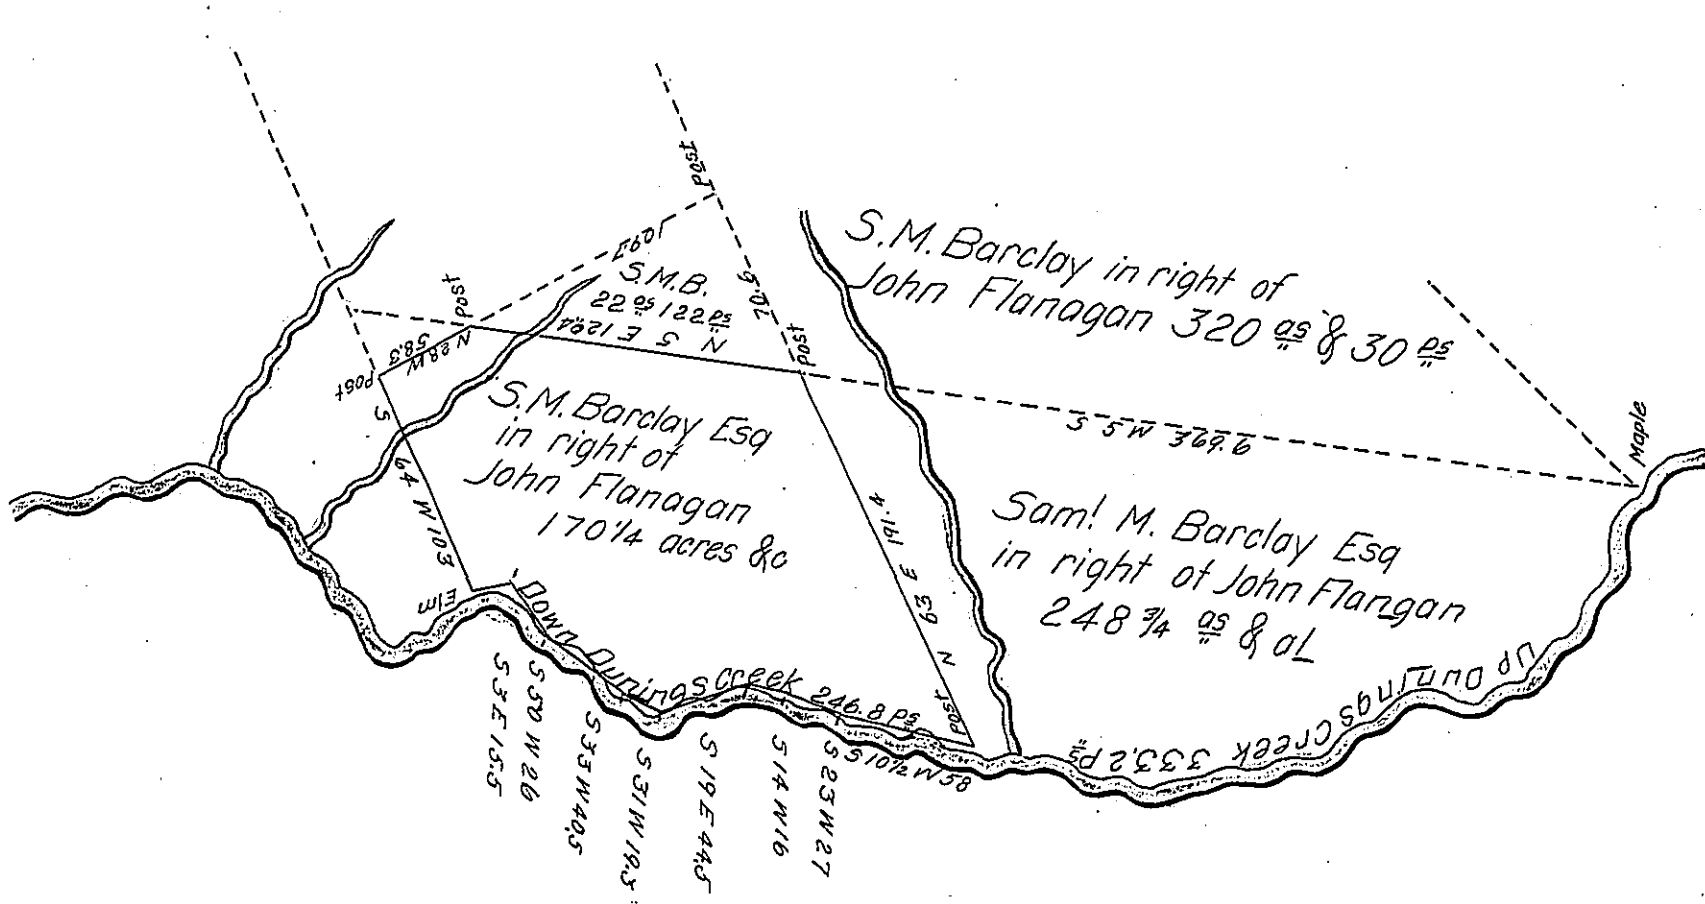 S.M. Barclay in right of
John Flanagan 320 as & 30 ps
Post
Post
109.7
S.M.B.
22 as 122 ps
N 5 E 129.4
70.5
Post
N 28 W
58.3
Post
S 64 W 103
Elm
S.M. Barclay Esq
in right of
John Flanagan
170 1/4 acres &c
N 63 E 191.4
Post
S 5 W 369.6
Maple
Saml M. Barclay Esq
in right of John Flangan
248 3/4 as & al
Down Dunings Creek 246.8 ps
Up Dunings Creek 333.2 ps
S 3 E 15.5
S 50 W 26
S 33 W 40.5
S 31 W 19.3
S 19 E 44.5
S 14 W 16
S 23 W 27
S 10 1/2 W 58